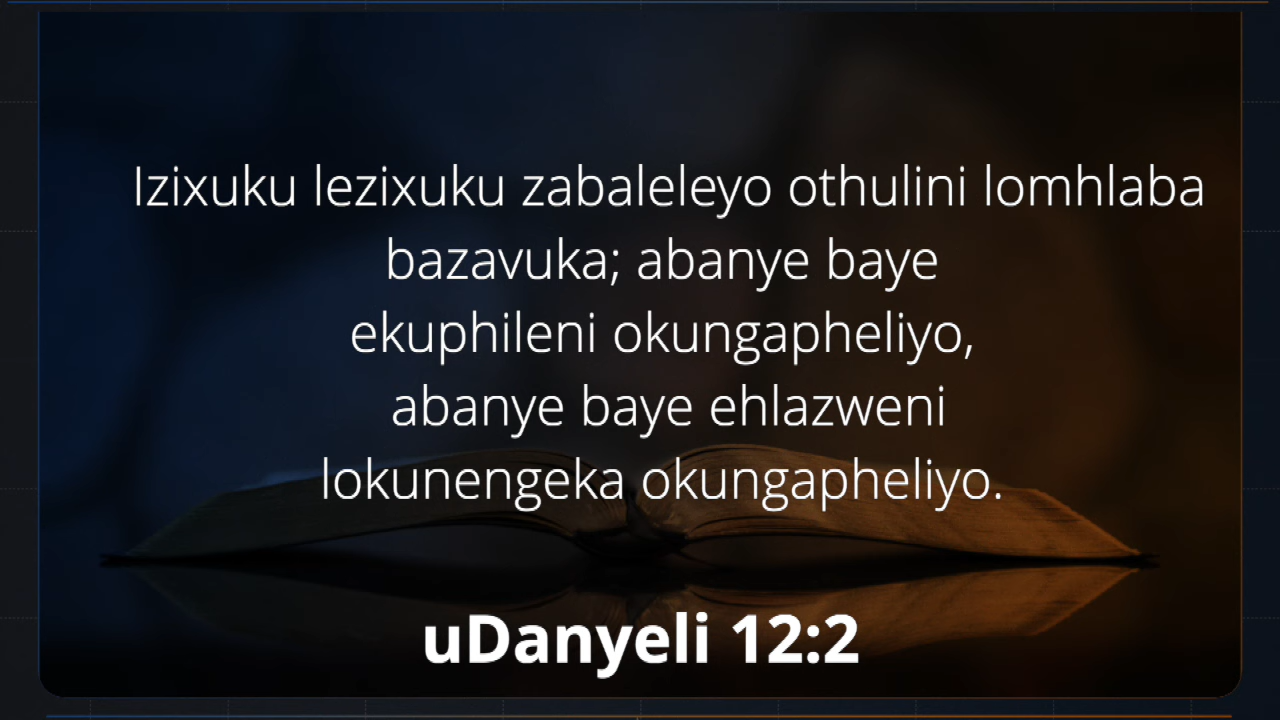 Izixuku lezixuku zabaleleyo othulini lomhlaba
bazavuka; abanye baye
ekuphileni okungapheliyo,
abanye baye ehlazweni
lokunengeka okungapheliyo.
uDanyeli 12:2